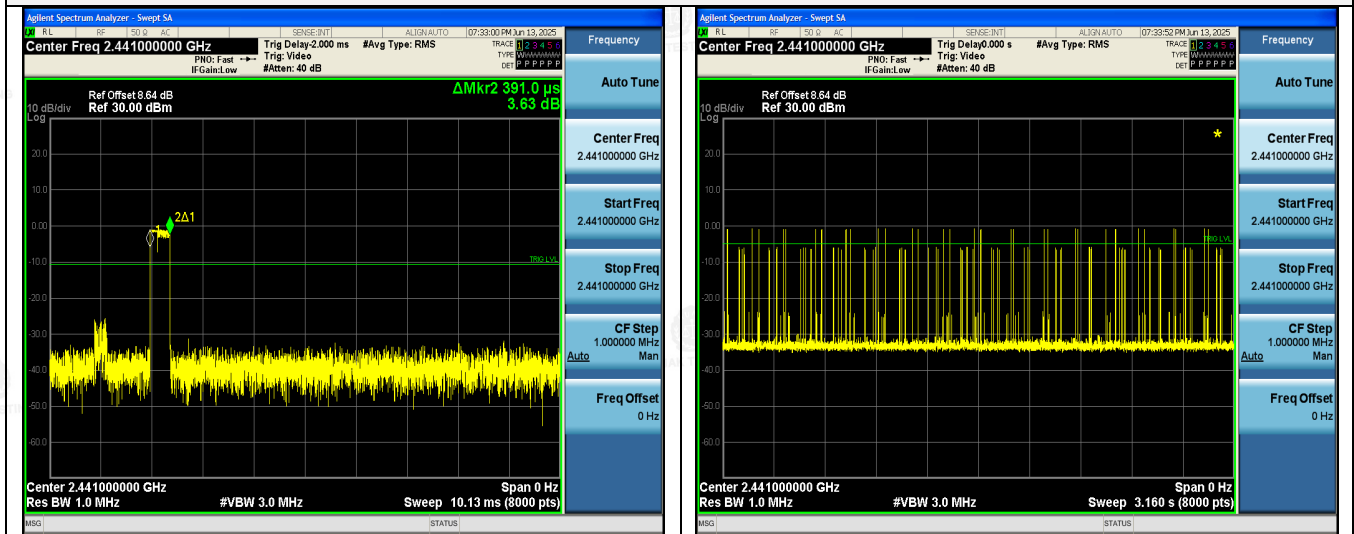 Agilent Spectrum Analyzer - Swept SA
LXI RL RF 50 Ω AC SENSE:INT ALIGN AUTO 07:33:00 PM Jun 13, 2025
Center Freq 2.441000000 GHz
Trig Delay-2.000 ms #Avg Type: RMS
TRACE 1 2 3 4 5 6
PNO: Fast
Trig: Video
TYPE
IFGain:Low
#Atten: 40 dB
DET P P P P P P
ΔMkr2 391.0 µs
3.63 dB
Ref Offset 8.64 dB
10 dB/div Ref 30.00 dBm
Log
20.0
10.0
0.00
2Δ1
-10.0
TRIG LVL
-20.0
-30.0
-40.0
-50.0
-60.0
Center 2.441000000 GHz Span 0 Hz
Res BW 1.0 MHz #VBW 3.0 MHz Sweep 10.13 ms (8000 pts)
MSG STATUS
Frequency
Auto Tune
Center Freq
2.441000000 GHz
Start Freq
2.441000000 GHz
Stop Freq
2.441000000 GHz
CF Step
1.000000 MHz
Auto Man
Freq Offset
0 Hz
Agilent Spectrum Analyzer - Swept SA
LXI RL RF 50 Ω AC SENSE:INT ALIGN AUTO 07:33:52 PM Jun 13, 2025
Center Freq 2.441000000 GHz
Trig Delay0.000 s #Avg Type: RMS
TRACE 1 2 3 4 5 6
PNO: Fast
Trig: Video
TYPE
IFGain:Low
#Atten: 40 dB
DET P P P P P P
Ref Offset 8.64 dB
10 dB/div Ref 30.00 dBm
Log
*
20.0
10.0
0.00
TRIG LVL
-10.0
-20.0
-30.0
-40.0
-50.0
-60.0
Center 2.441000000 GHz Span 0 Hz
Res BW 1.0 MHz #VBW 3.0 MHz Sweep 3.160 s (8000 pts)
MSG STATUS
Frequency
Auto Tune
Center Freq
2.441000000 GHz
Start Freq
2.441000000 GHz
Stop Freq
2.441000000 GHz
CF Step
1.000000 MHz
Auto Man
Freq Offset
0 Hz